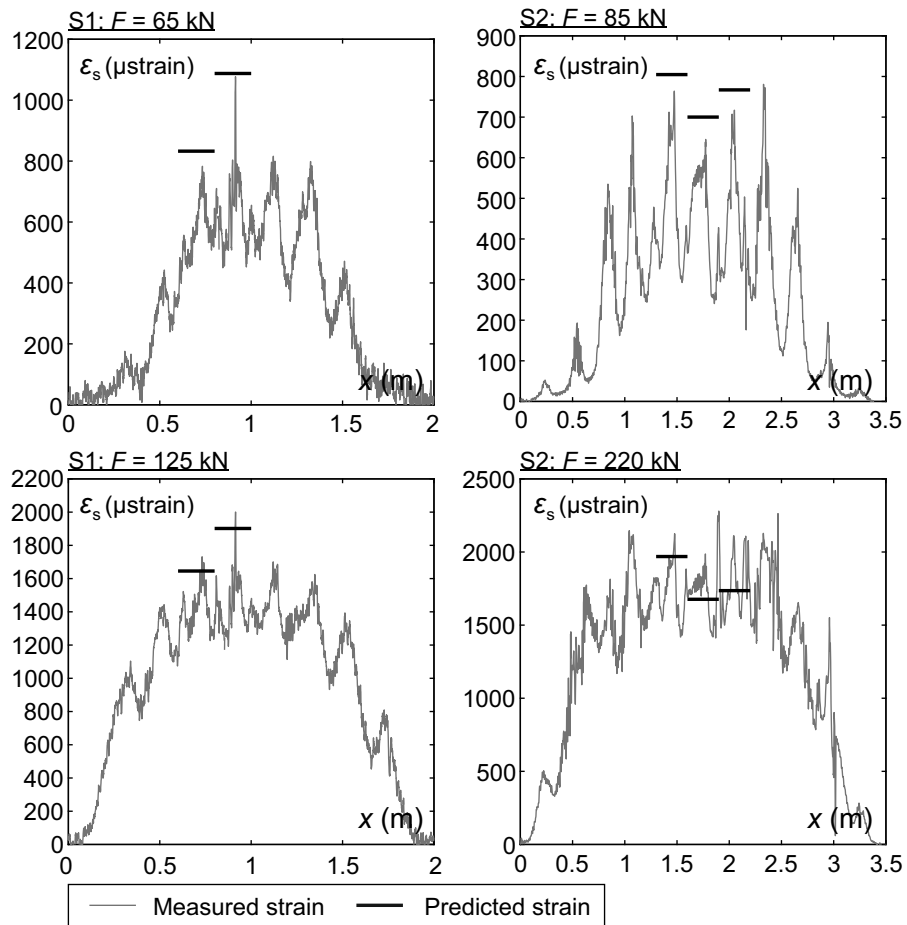 S1: F = 65 kN
1200
1000
800
600
400
200
0
εs (µstrain)
x (m)
0 0.5 1 1.5 2
S2: F = 85 kN
900
800
700
600
500
400
300
200
100
0
εs (µstrain)
x (m)
0 0.5 1 1.5 2 2.5 3 3.5
S1: F = 125 kN
2200
2000
1800
1600
1400
1200
1000
800
600
400
200
0
εs (µstrain)
x (m)
0 0.5 1 1.5 2
S2: F = 220 kN
2500
2000
1500
1000
500
0
εs (µstrain)
x (m)
0 0.5 1 1.5 2 2.5 3 3.5
Measured strain Predicted strain